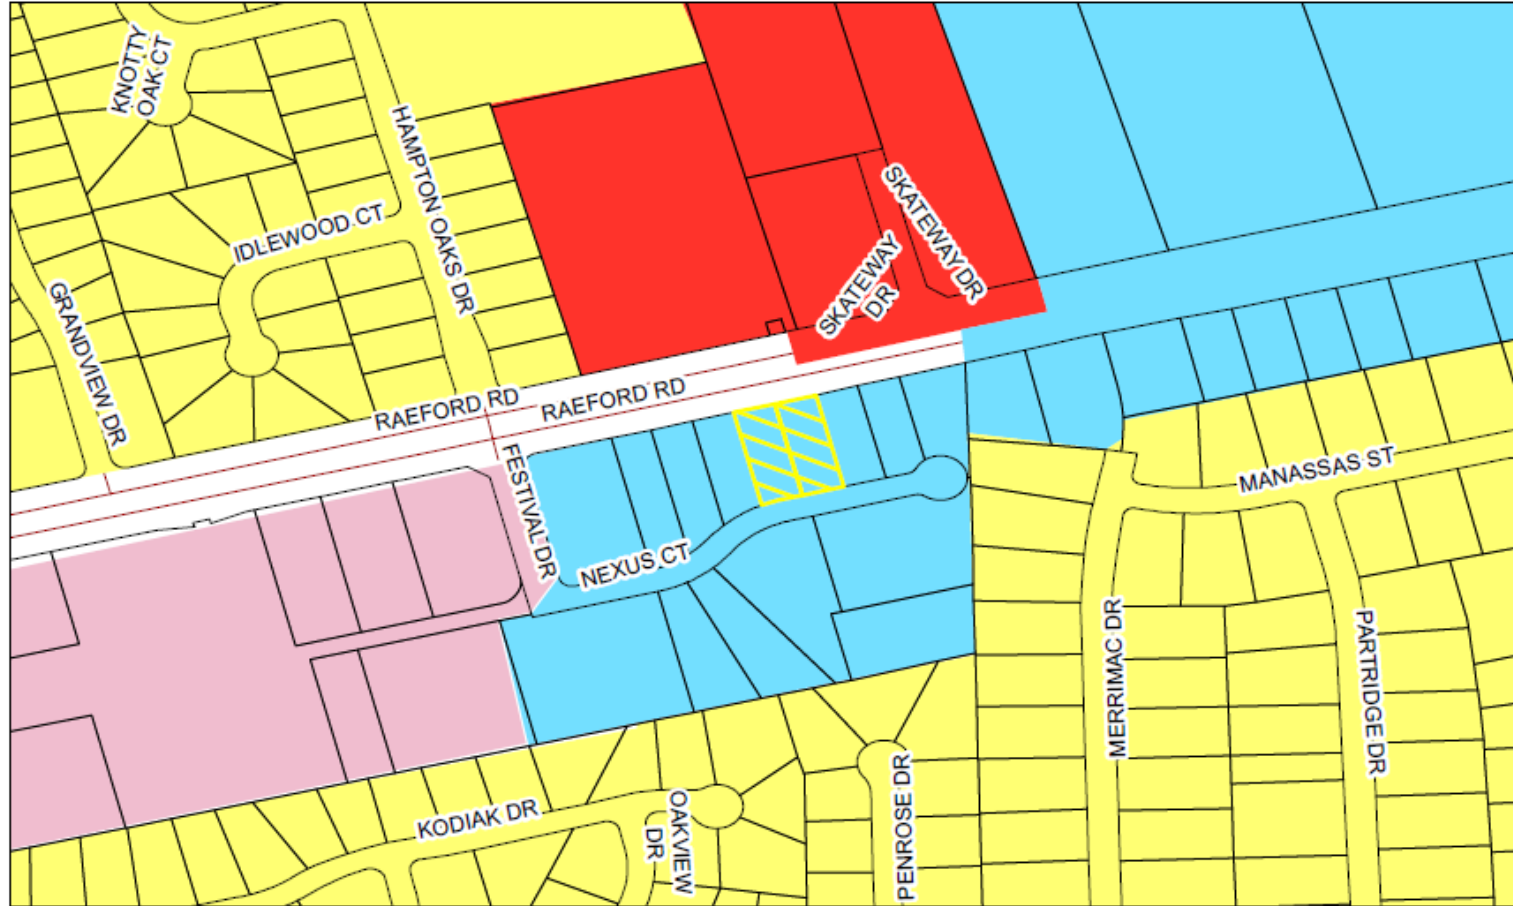 KNOTTY
OAK CT
HAMPTON OAKS DR
IDLEWOOD CT
GRANDVIEW DR
SKATEWAY DR
SKATEWAY
DR
RAEFORD RD
RAEFORD RD
FESTIVAL DR
NEXUS CT
MANASSAS ST
MERRIMAC DR
PARTRIDGE DR
KODIAK DR
OAKVIEW
DR
PENROSE DR